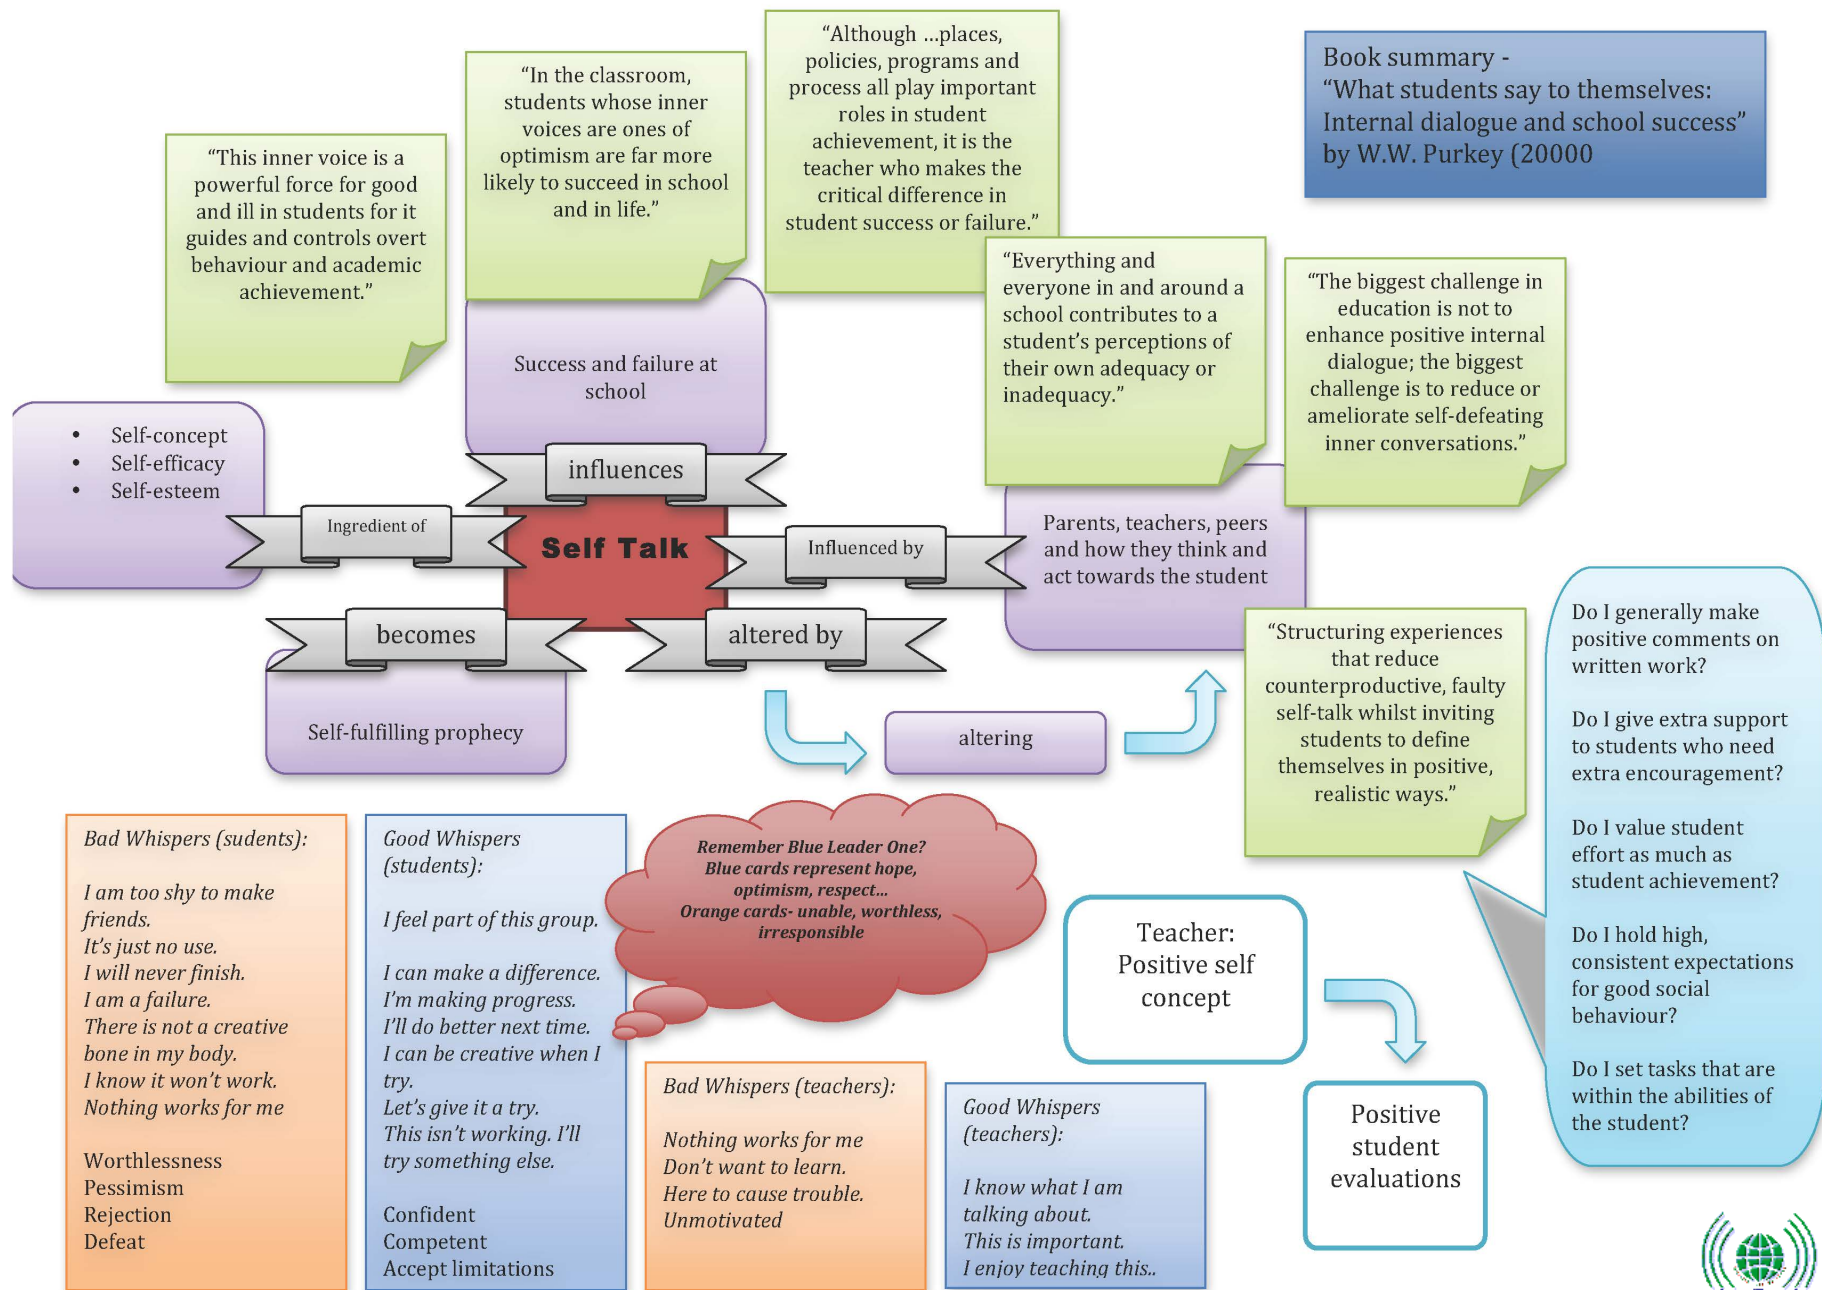 “Although ...places,
policies, programs and
process all play important
roles in student
achievement, it is the
teacher who makes the
critical difference in
student success or failure.”
Book summary -
“What students say to themselves:
Internal dialogue and school success”
by W.W. Purkey (20000
“In the classroom,
students whose inner
voices are ones of
optimism are far more
likely to succeed in school
and in life.”
“This inner voice is a
powerful force for good
and ill in students for it
guides and controls overt
behaviour and academic
achievement.”
“Everything and
everyone in and around a
school contributes to a
student’s perceptions of
their own adequacy or
inadequacy.”
“The biggest challenge in
education is not to
enhance positive internal
dialogue; the biggest
challenge is to reduce or
ameliorate self-defeating
inner conversations.”
Success and failure at
school
• Self-concept
• Self-efficacy
• Self-esteem
influences
Ingredient of
Self Talk
Influenced by
Parents, teachers, peers
and how they think and
act towards the student
becomes
altered by
Self-fulfilling prophecy
altering
“Structuring experiences
that reduce
counterproductive, faulty
self-talk whilst inviting
students to define
themselves in positive,
realistic ways.”
Do I generally make
positive comments on
written work?
Do I give extra support
to students who need
extra encouragement?
Do I value student
effort as much as
student achievement?
Do I hold high,
consistent expectations
for good social
behaviour?
Do I set tasks that are
within the abilities of
the student?
Bad Whispers (sudents):
I am too shy to make
friends.
It’s just no use.
I will never finish.
I am a failure.
There is not a creative
bone in my body.
I know it won’t work.
Nothing works for me
Worthlessness
Pessimism
Rejection
Defeat
Good Whispers
(students):
I feel part of this group.
I can make a difference.
I’m making progress.
I’ll do better next time.
I can be creative when I
try.
Let’s give it a try.
This isn’t working. I’ll
try something else.
Confident
Competent
Accept limitations
Remember Blue Leader One?
Blue cards represent hope,
optimism, respect...
Orange cards- unable, worthless,
irresponsible
Bad Whispers (teachers):
Nothing works for me
Don’t want to learn.
Here to cause trouble.
Unmotivated
Good Whispers
(teachers):
I know what I am
talking about.
This is important.
I enjoy teaching this..
Teacher:
Positive self
concept
Positive
student
evaluations